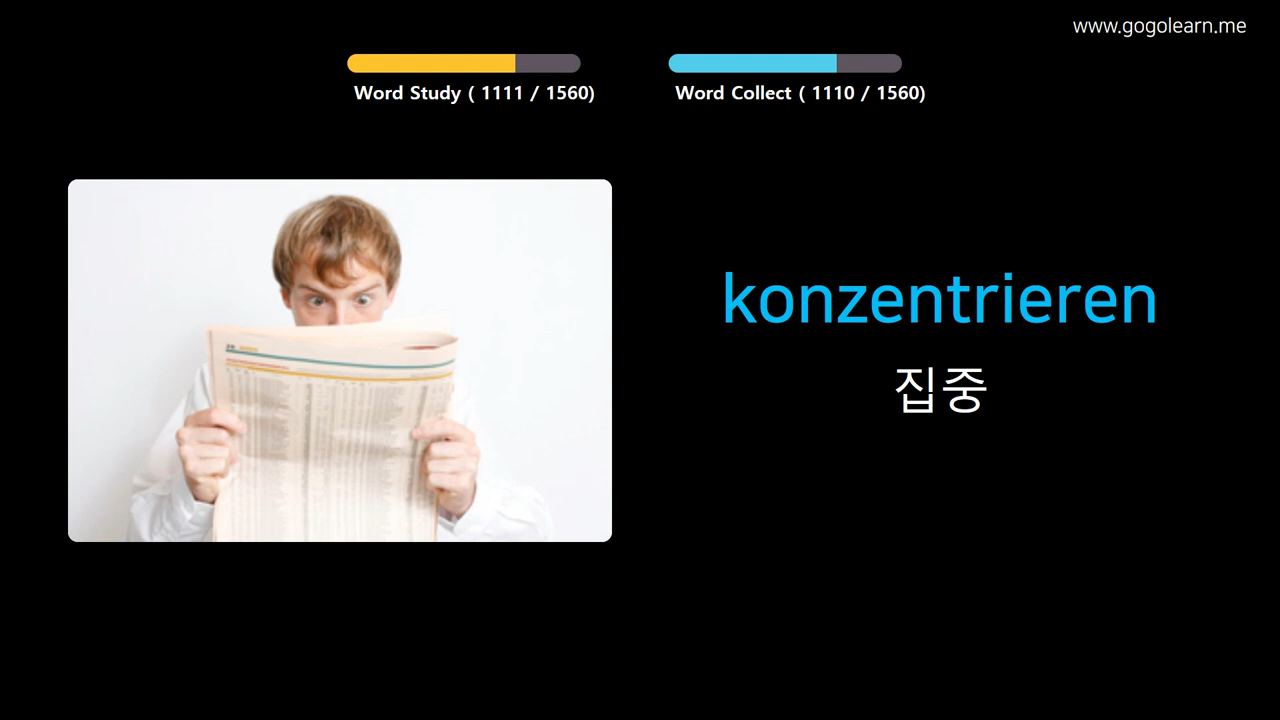 www.gogolearn.me
Word Study ( 1111 / 1560)
Word Collect ( 1110 / 1560)
konzentrieren
집중